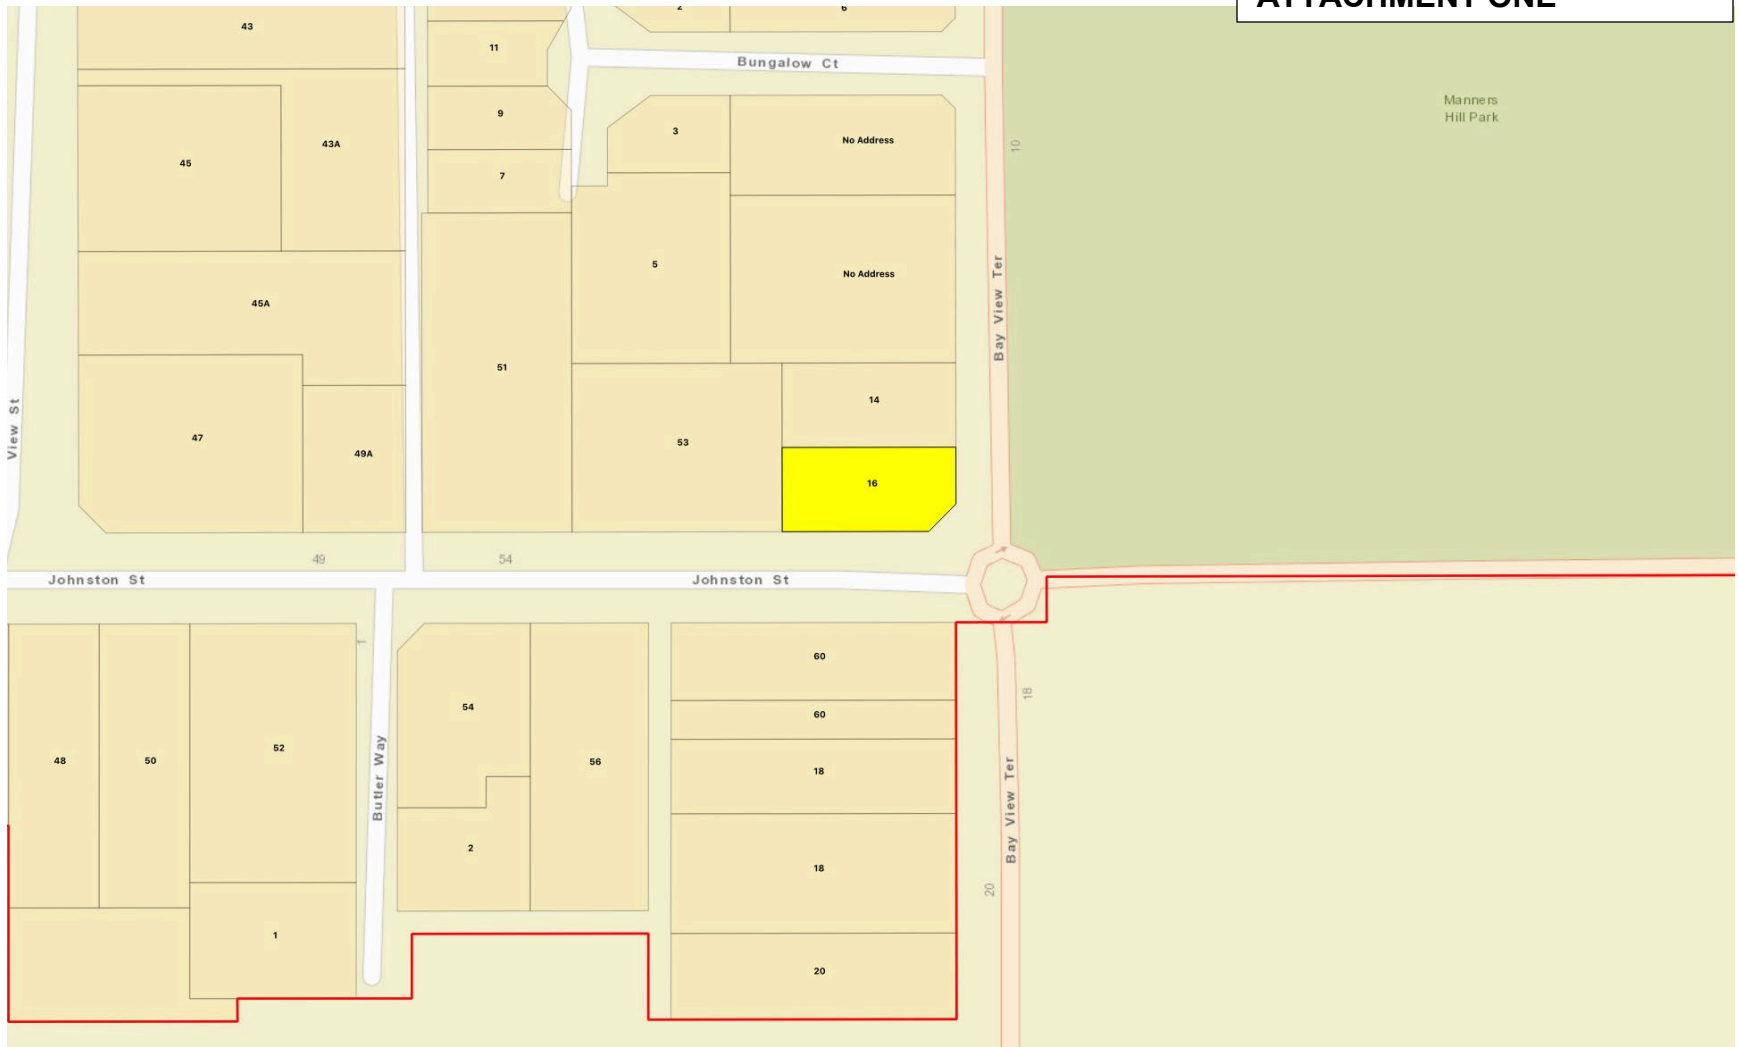 ATTACHMENT ONE
43
11
2
6
Bungalow Ct
Manners
Hill Park
9
3
No Address
10
43A
45
7
5
No Address
Bay View Ter
45A
51
14
View St
47
49A
53
16
49
54
Johnston St
Johnston St
1
60
18
54
60
48
50
52
56
18
Butler Way
Bay View Ter
2
18
20
1
20